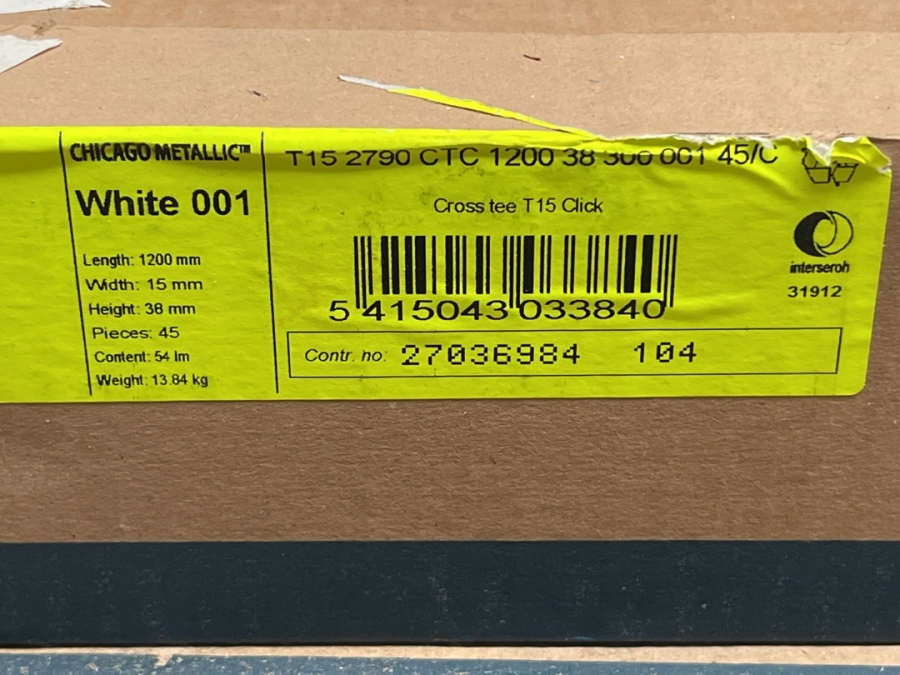 CHICAGO METALLIC™
White 001
Length: 1200 mm
Width: 15 mm
Height: 38 mm
Pieces: 45
Content: 54 lm
Weight: 13.84 kg
T15 2790 CTC 1200 38 300 001 45/C
Cross tee T15 Click
5 415043 033840
Contr. no: 27036984 104
interseroh
31912